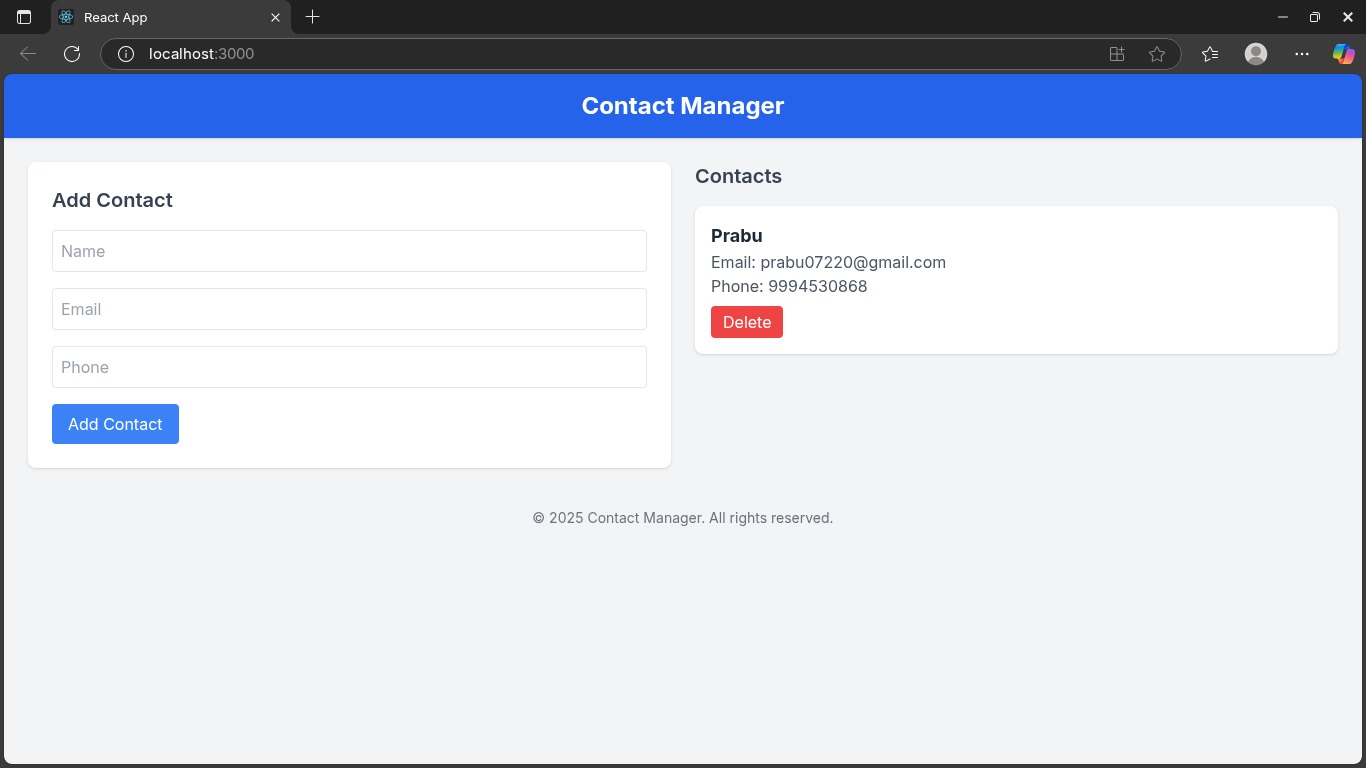 React App
localhost:3000
Contact Manager
Add Contact
Name
Email
Phone
Add Contact
Contacts
Prabu
Email: prabu07220@gmail.com
Phone: 9994530868
Delete
© 2025 Contact Manager. All rights reserved.